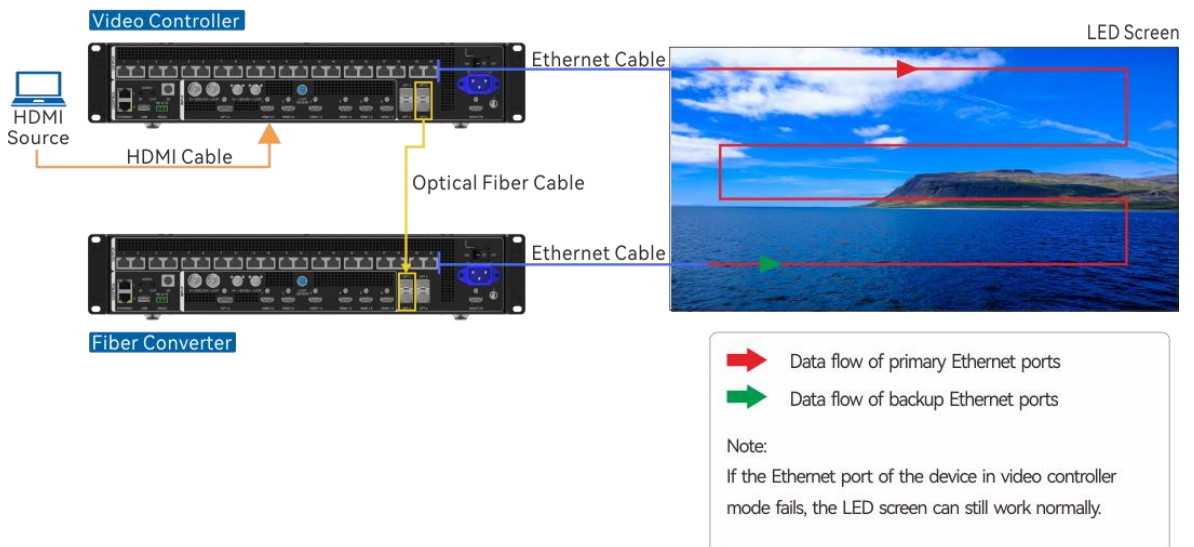 Video Controller
LED Screen
Ethernet Cable
HDMI
Source
HDMI Cable
Optical Fiber Cable
Ethernet Cable
Fiber Converter
Data flow of primary Ethernet ports
Data flow of backup Ethernet ports
Note:
If the Ethernet port of the device in video controller
mode fails, the LED screen can still work normally.